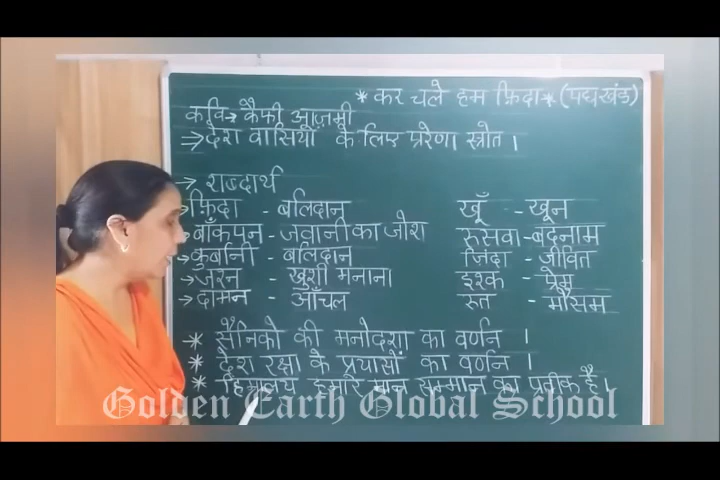 * कर चले हम फ़िदा * (पद्यखंड)
कवि → कैफी आज़मी
⇒ देश वासियों के लिए प्ररेणा स्त्रोत ।
→ शब्दार्थ
→ फ़िदा - बलिदान खूँ - खून
→ बाँकपन - जवानी का जोश रुसवा - बदनाम
→ कुर्बानी - बलिदान जिंदा - जीवित
→ जश्न - खुशी मनाना इश्क - प्रेम
→ दामन - आँचल रुत - मौसम
* सैनिको की मनोदशा का वर्णन ।
* देश रक्षा के प्रयासों का वर्णन ।
* हिमालय हमारे मान सम्मान का प्रतीक है ।
Golden Earth Global School